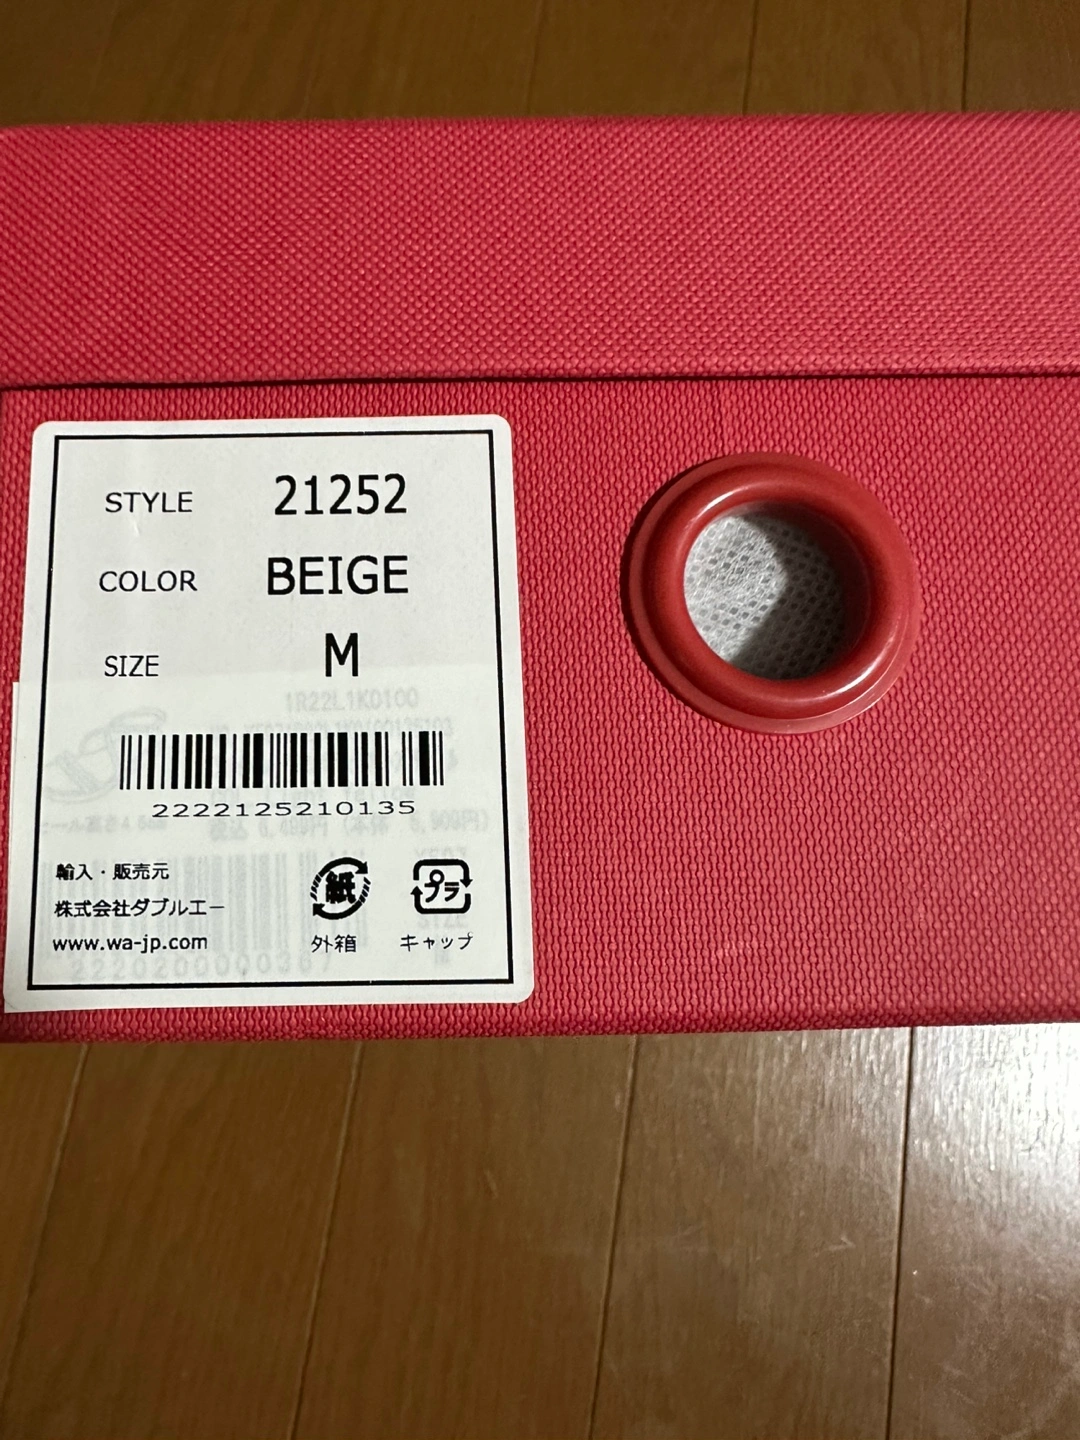 STYLE 21252
COLOR BEIGE
SIZE M
1R22L1K0100
2222125210135
輸入・販売元
株式会社ダブルエー
www.wa-jp.com
紙
外箱
プラ
キャップ